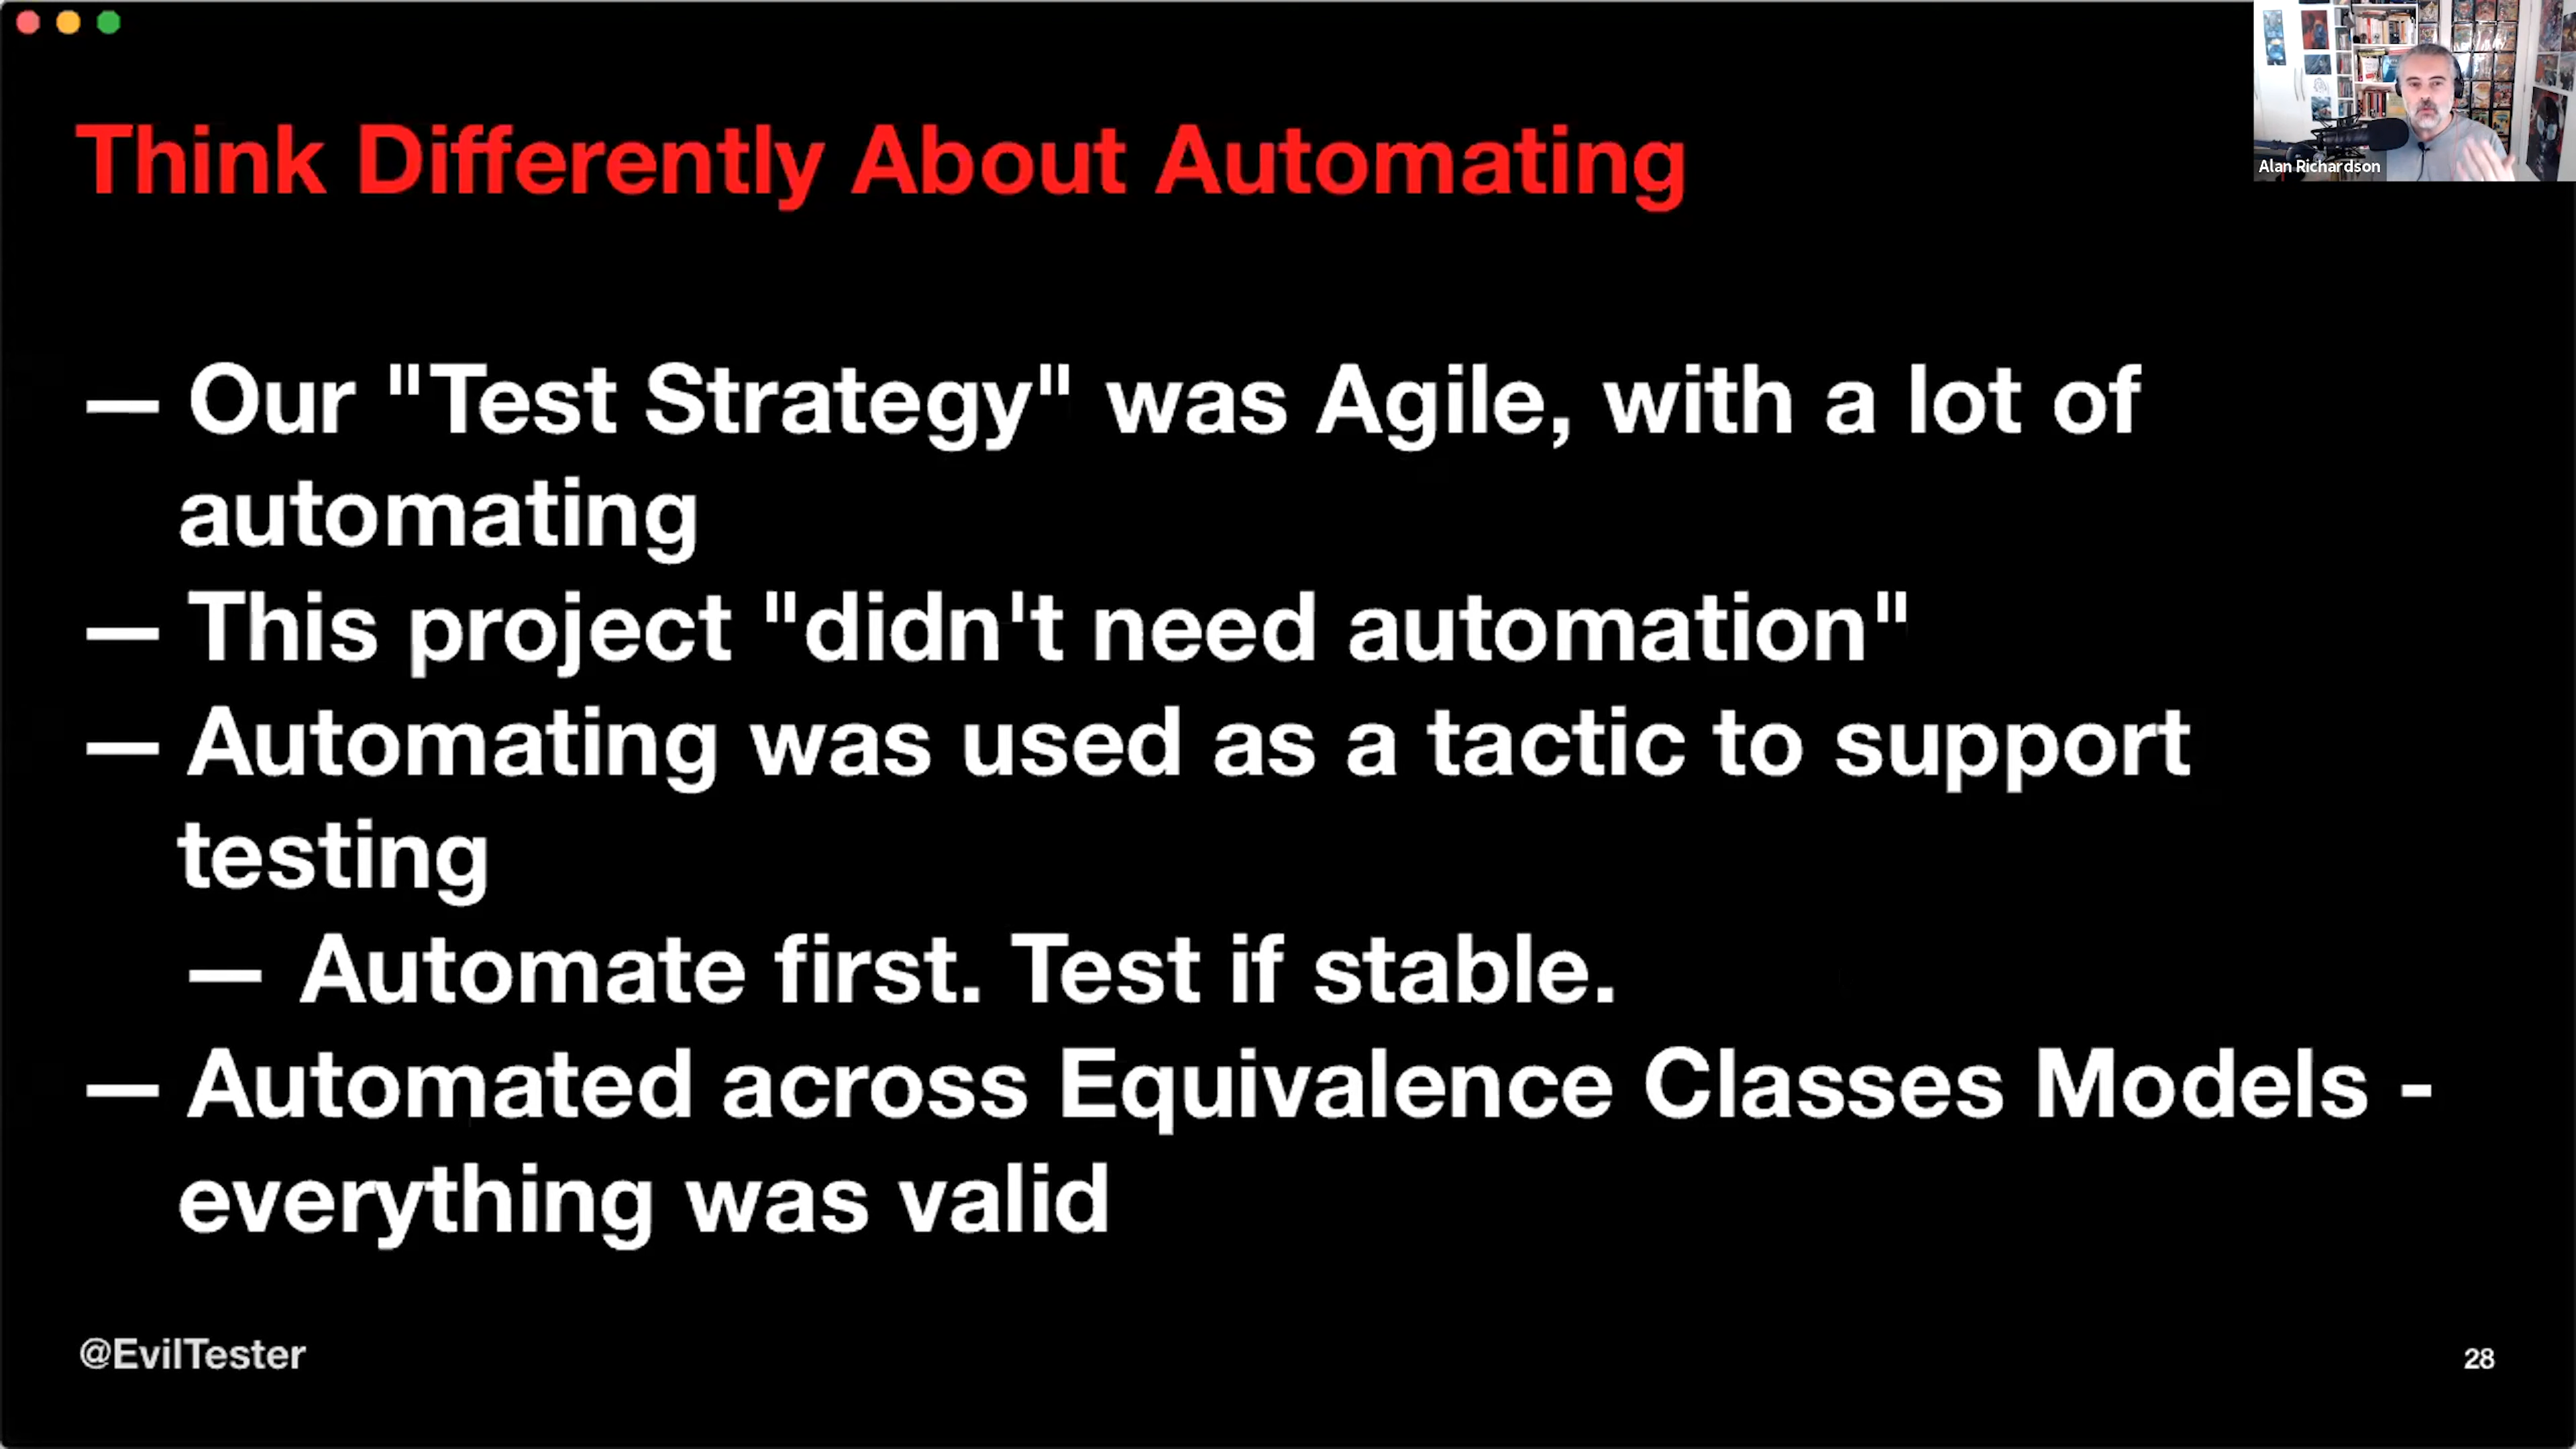 Think Differently About Automating
Alan Richardson
— Our "Test Strategy" was Agile, with a lot of
automating
— This project "didn't need automation"
— Automating was used as a tactic to support
testing
— Automate first. Test if stable.
— Automated across Equivalence Classes Models -
everything was valid
@EvilTester
28